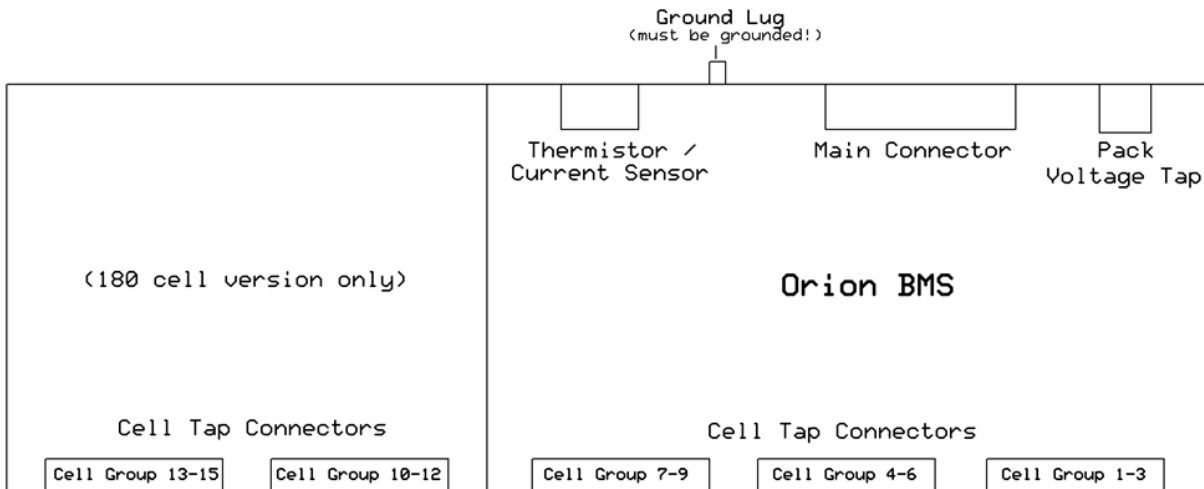 Ground Lug
(must be grounded!)
Thermistor /
Current Sensor
Main Connector
Pack
Voltage Tap
(180 cell version only)
Orion BMS
Cell Tap Connectors
Cell Tap Connectors
Cell Group 13-15
Cell Group 10-12
Cell Group 7-9
Cell Group 4-6
Cell Group 1-3